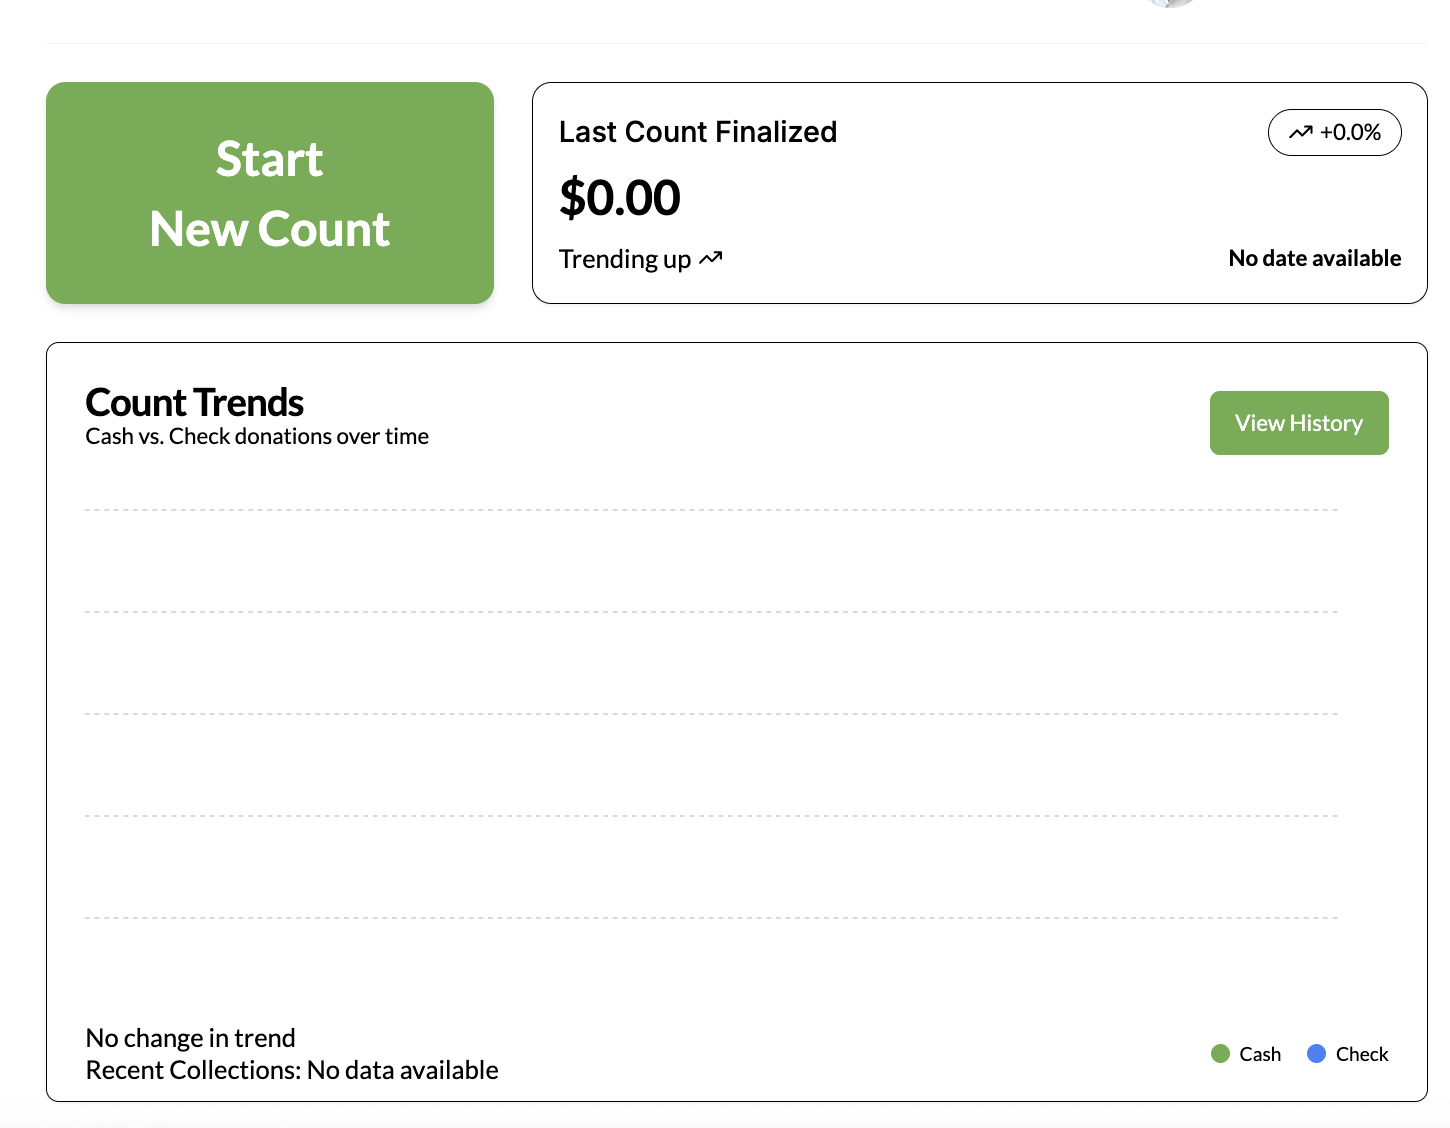 Start
New Count
Last Count Finalized
+0.0%
$0.00
Trending up
No date available
Count Trends
Cash vs. Check donations over time
View History
No change in trend
Recent Collections: No data available
Cash
Check